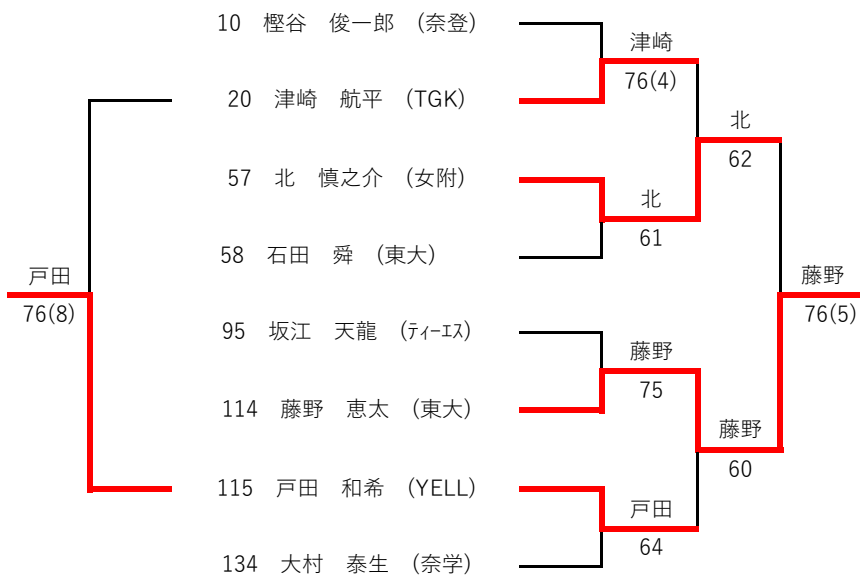 10　樫谷　俊一郎　(奈登)
津崎
76(4)
20　津崎　航平　(TGK)
北
62
57　北　慎之介　(女附)
北
61
58　石田　舜　(東大)
戸田
76(8)
藤野
76(5)
95　坂江　天龍　(ﾃｨｰｴｽ)
藤野
75
114　藤野　恵太　(東大)
藤野
60
115　戸田　和希　(YELL)
戸田
64
134　大村　泰生　(奈学)